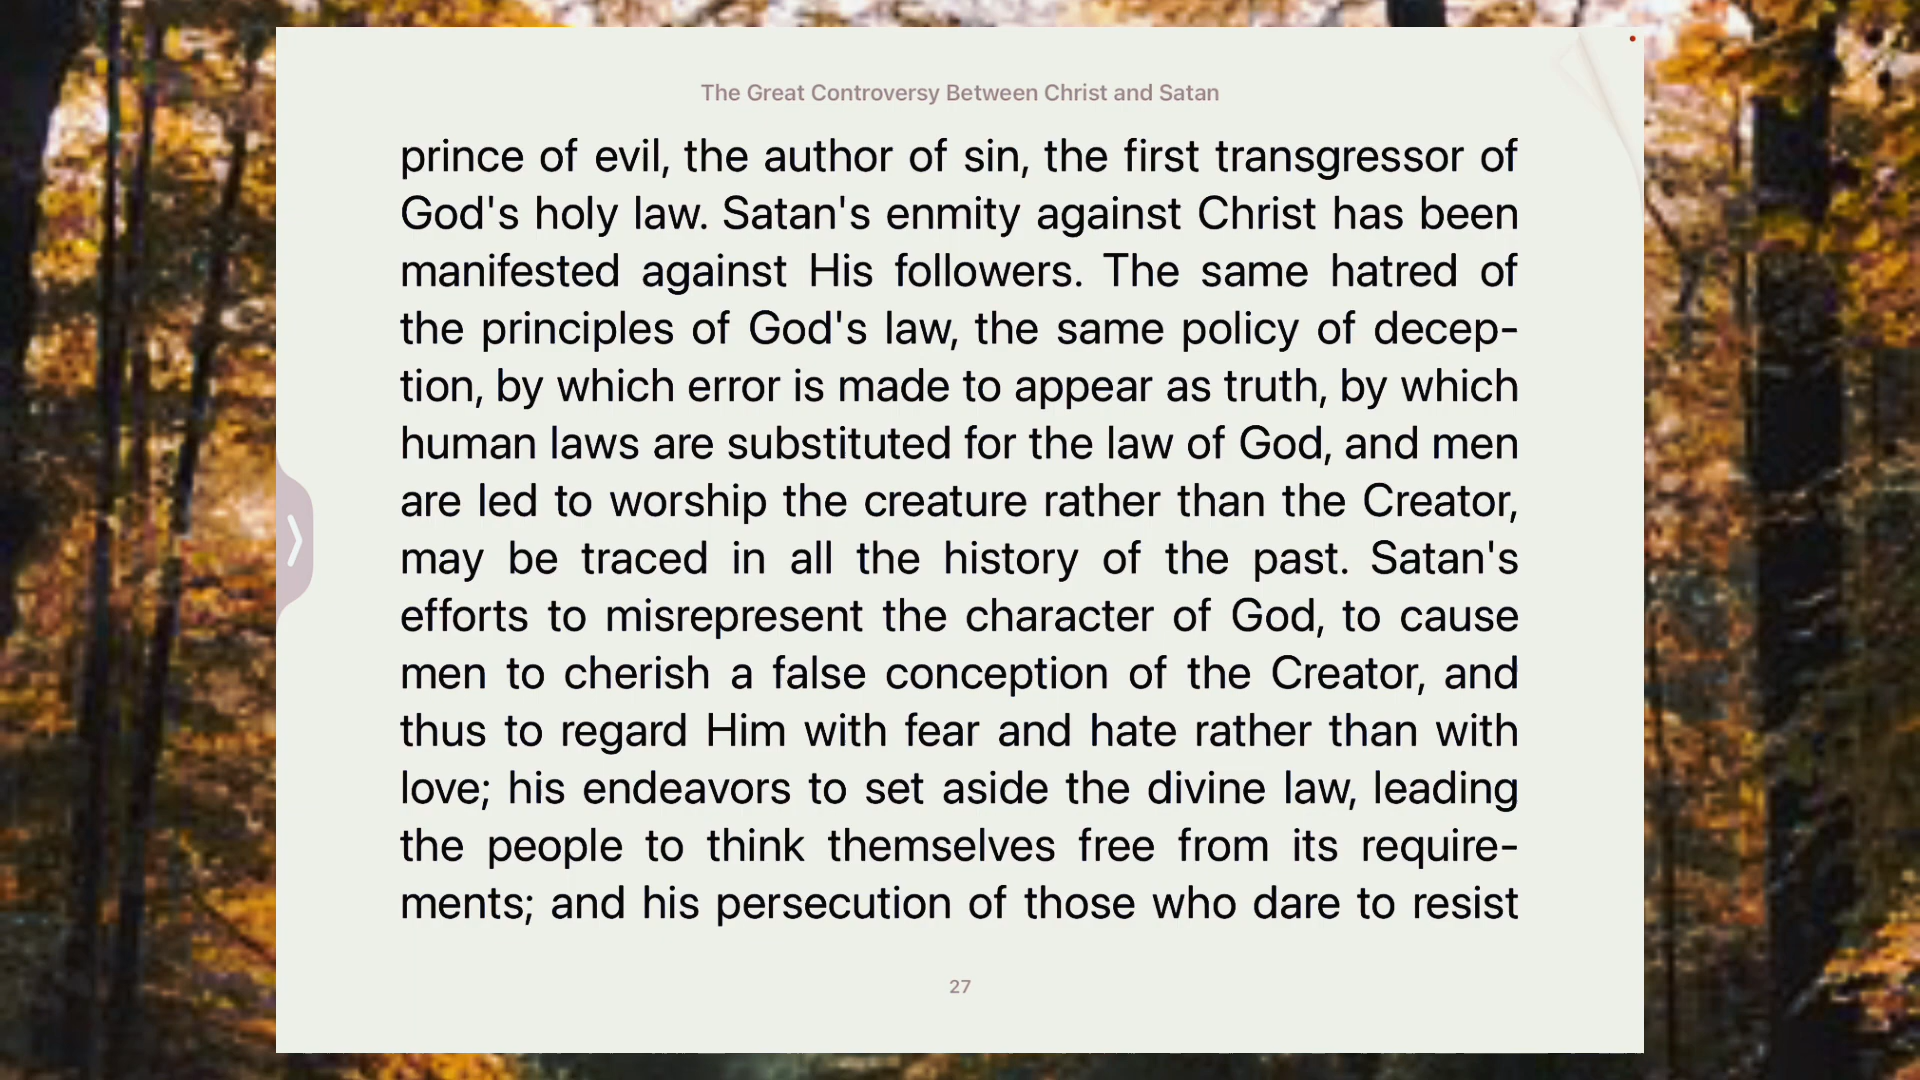 The Great Controversy Between Christ and Satan
prince of evil, the author of sin, the first transgressor of
God's holy law. Satan's enmity against Christ has been
manifested against His followers. The same hatred of
the principles of God's law, the same policy of decep-
tion, by which error is made to appear as truth, by which
human laws are substituted for the law of God, and men
are led to worship the creature rather than the Creator,
may be traced in all the history of the past. Satan's
efforts to misrepresent the character of God, to cause
men to cherish a false conception of the Creator, and
thus to regard Him with fear and hate rather than with
love; his endeavors to set aside the divine law, leading
the people to think themselves free from its require-
ments; and his persecution of those who dare to resist
27